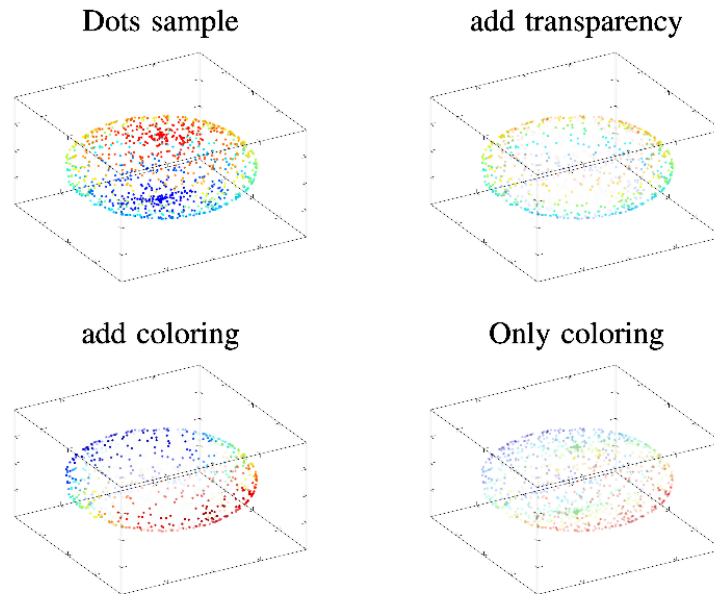 Dots sample
add transparency
add coloring
Only coloring